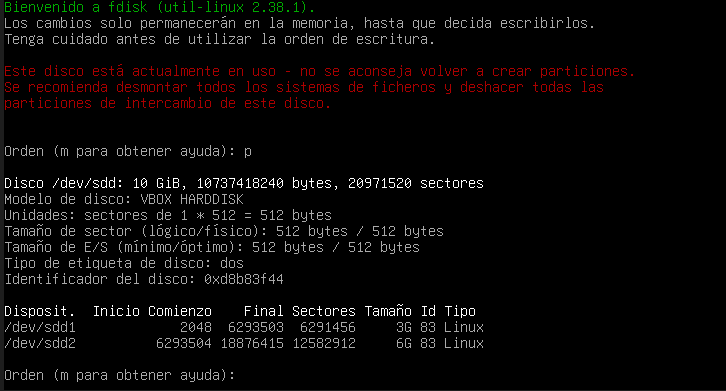 Bienvenido a fdisk (util-linux 2.38.1).
Los cambios solo permanecerán en la memoria, hasta que decida escribirlos.
Tenga cuidado antes de utilizar la orden de escritura.
Este disco está actualmente en uso - no se aconseja volver a crear particiones.
Se recomienda desmontar todos los sistemas de ficheros y deshacer todas las
particiones de intercambio de este disco.
Orden (m para obtener ayuda): p
Disco /dev/sdd: 10 GiB, 10737418240 bytes, 20971520 sectores
Modelo de disco: VBOX HARDDISK
Unidades: sectores de 1 * 512 = 512 bytes
Tamaño de sector (lógico/físico): 512 bytes / 512 bytes
Tamaño de E/S (mínimo/óptimo): 512 bytes / 512 bytes
Tipo de etiqueta de disco: dos
Identificador del disco: 0xd8b83f44
Disposit.  Inicio Comienzo    Final Sectores Tamaño Id Tipo
/dev/sdd1             2048  6293503  6291456     3G 83 Linux
/dev/sdd2          6293504 18876415 12582912     6G 83 Linux
Orden (m para obtener ayuda):